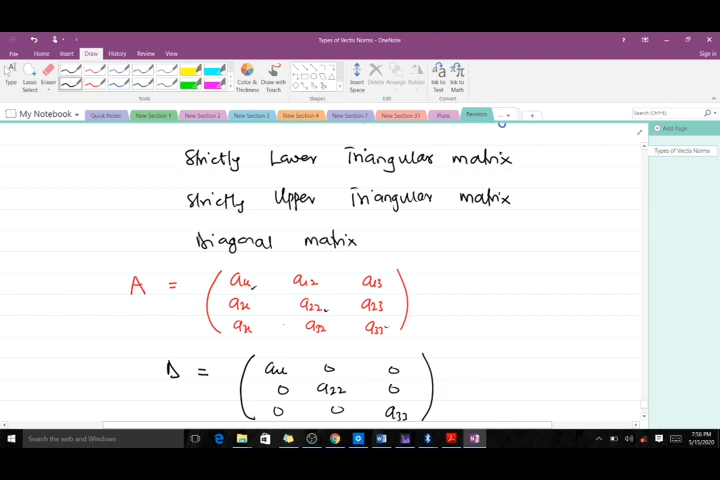 Types of Vectis Norms - OneNote
Sign in
File Home Insert Draw History Review View
Type Lasso Select Eraser Color & Thickness Draw with Touch Insert Space Delete Arrange Rotate Ink to Text Ink to Math
Tools Shapes Edit Convert
My Notebook Quick Notes New Section 1 New Section 2 New Section 3 New Section 4 New Section 7 New Section 31 Plane Revision Search (Ctrl+E)
Add Page
Types of Vectis Norms
Strictly Lower Triangular matrix
Strictly Upper Triangular matrix
Diagonal matrix
A = ( a11 a12 a13
a21 a22 a23
a31 a32 a33 )
D = ( a11 0 0
0 a22 0
0 0 a33
Search the Web and Windows
7:56 PM
5/15/2020